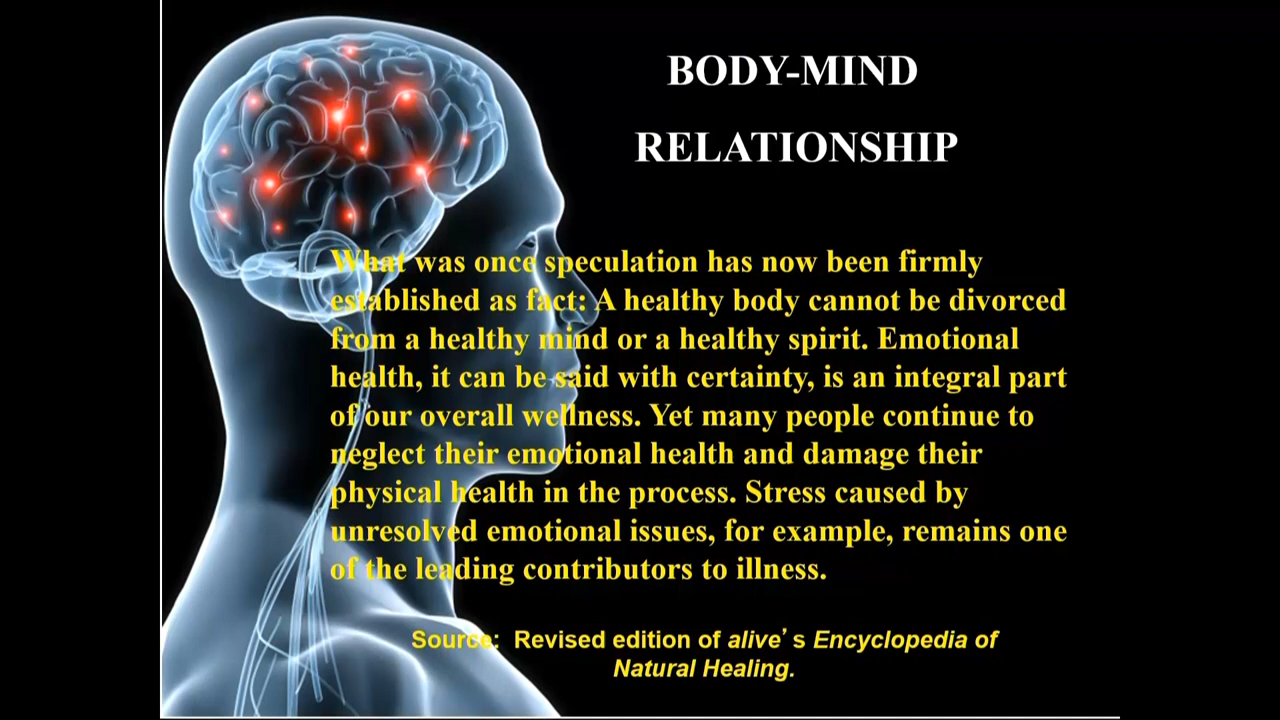 BODY-MIND
RELATIONSHIP
What was once speculation has now been firmly
established as fact: A healthy body cannot be divorced
from a healthy mind or a healthy spirit. Emotional
health, it can be said with certainty, is an integral part
of our overall wellness. Yet many people continue to
neglect their emotional health and damage their
physical health in the process. Stress caused by
unresolved emotional issues, for example, remains one
of the leading contributors to illness.
Source: Revised edition of alive’s Encyclopedia of
Natural Healing.